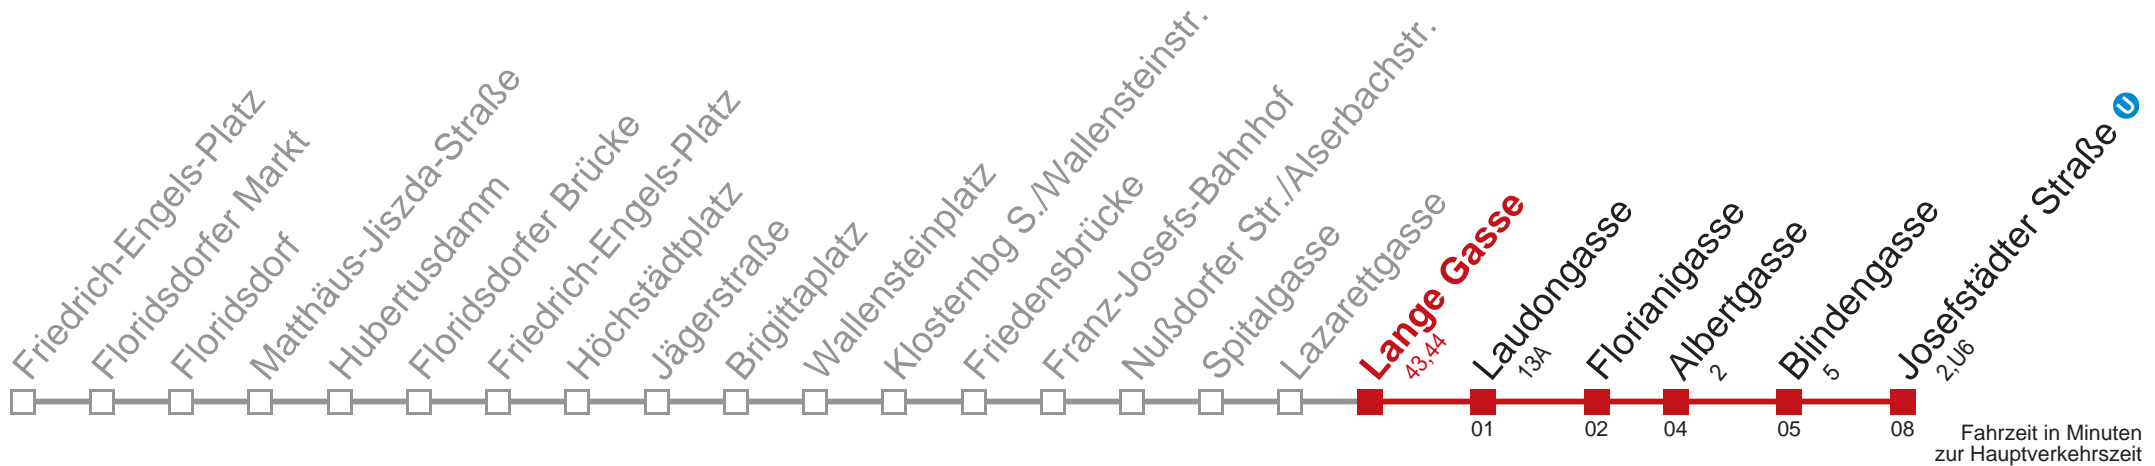 Friedrich-Engels-Platz
Floridsdorfer Markt
Floridsdorf
Matthäus-Jiszda-Straße
Hubertusdamm
Floridsdorfer Brücke
Friedrich-Engels-Platz
Höchstädtplatz
Jägerstraße
Brigittaplatz
Wallensteinplatz
Klosternbg S./Wallensteinstr.
Friedensbrücke
Franz-Josefs-Bahnhof
Nußdorfer Str./Alserbachstr.
Spitalgasse
Lazarettgasse
Lange Gasse
43,44
Laudongasse
13A
Florianigasse
Albertgasse
2
Blindengasse
5
Josefstädter Straße U
2,U6
01 02 04 05 08
Fahrzeit in Minuten
zur Hauptverkehrszeit